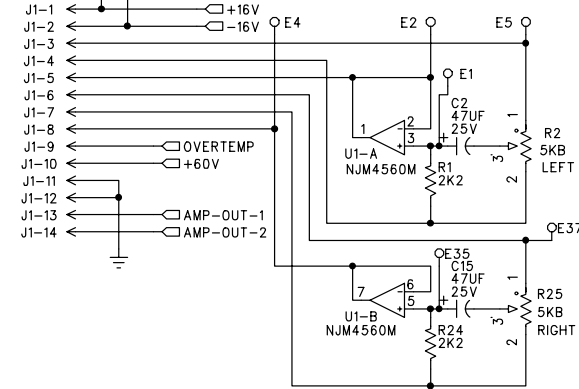 J1-1
+16V
J1-2
-16V
J1-3
J1-4
J1-5
J1-6
J1-7
J1-8
J1-9
OVERTEMP
J1-10
+60V
J1-11
J1-12
J1-13
AMP-OUT-1
J1-14
AMP-OUT-2
E4
E2
E5
E1
C2
47UF
25V
+
1
2
3
-
+
U1-A
NJM4560M
R1
2K2
1
3
2
R2
5KB
LEFT
E37
E35
C15
47UF
25V
+
7
6
5
-
+
U1-B
NJM4560M
R24
2K2
1
3
2
R25
5KB
RIGHT